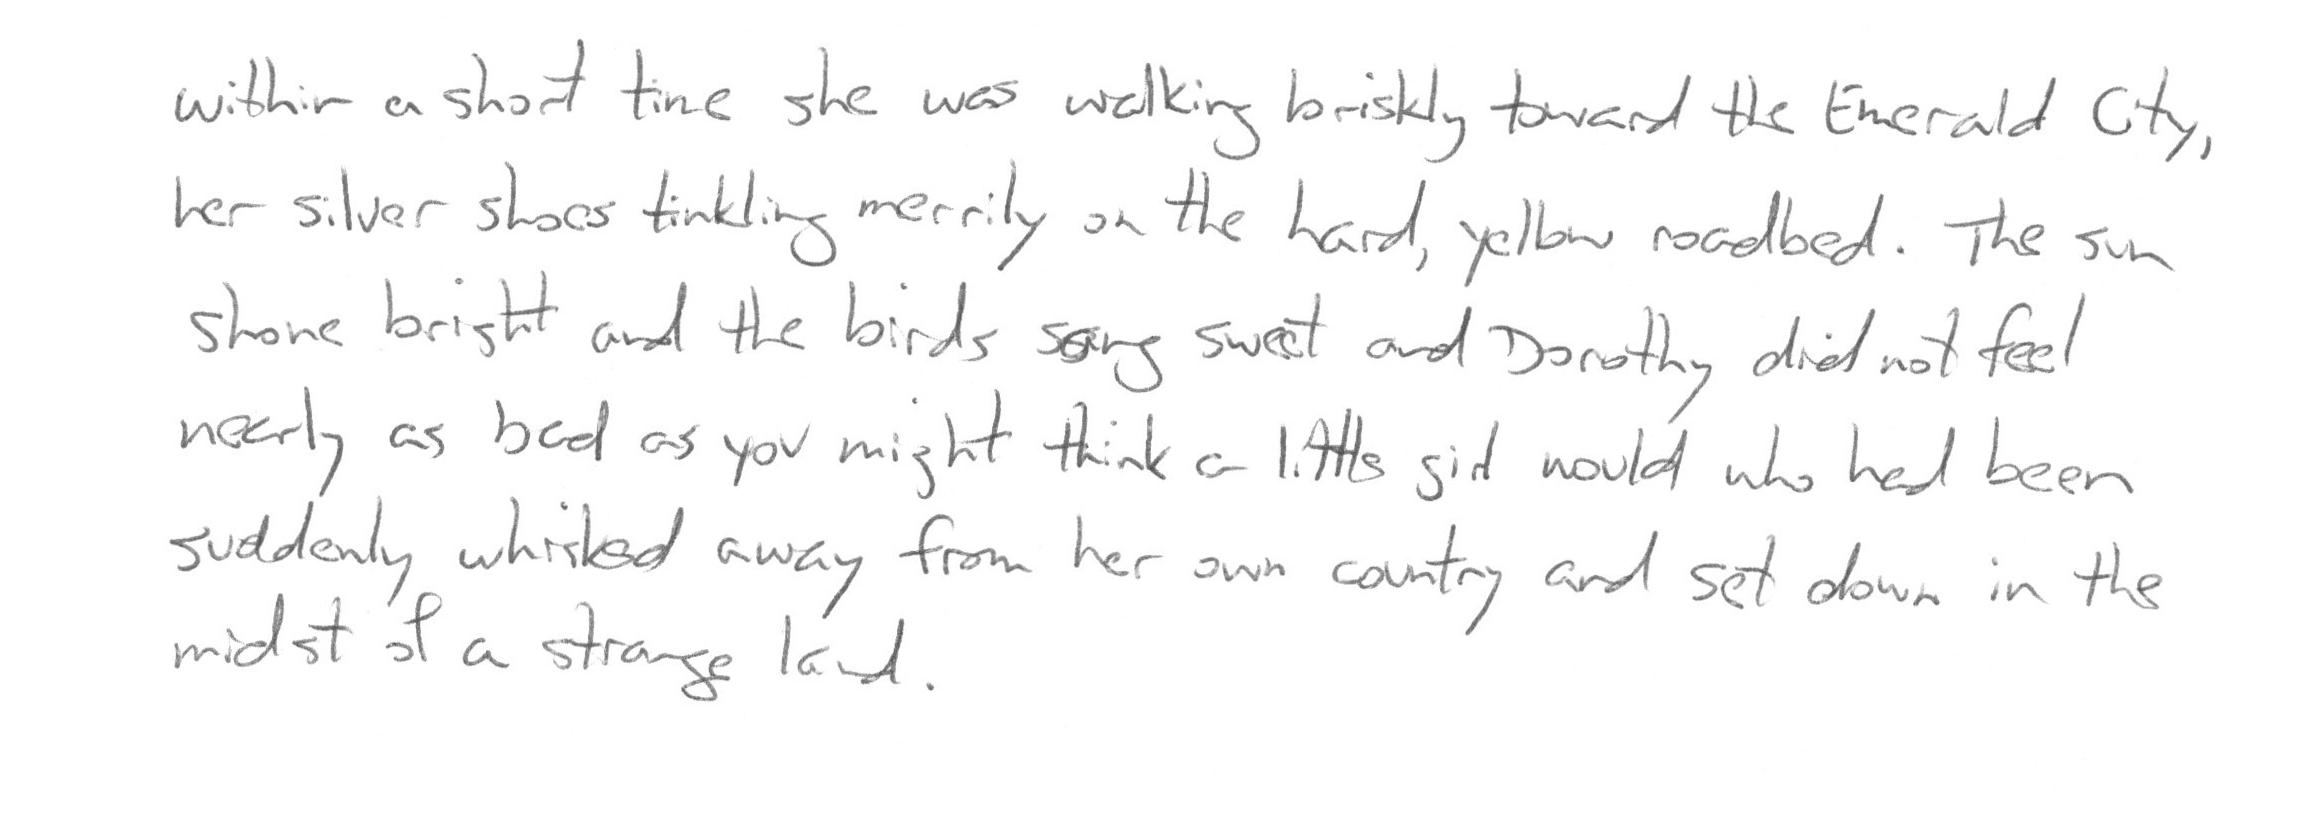 within a short time she was walking briskly toward the Emerald City,
her silver shoes tinkling merrily on the hard, yellow roadbed. The sun
shone bright and the birds sang sweet and Dorothy did not feel
nearly as bad as you might think a little girl would who had been
suddenly whisked away from her own country and set down in the
midst of a strange land.